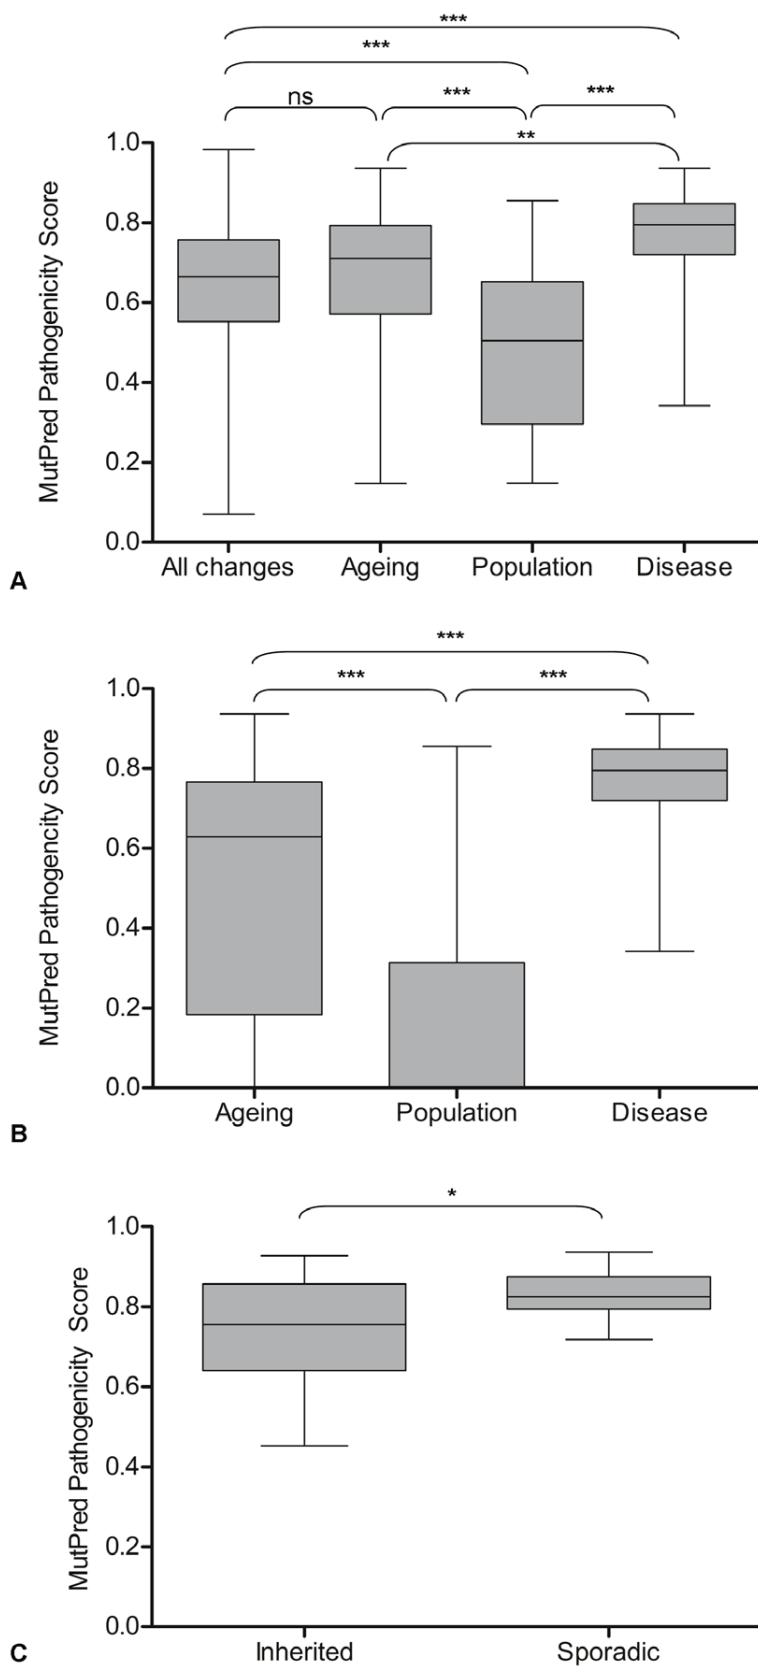 ***
***
ns
***
***
**
1.0
0.8
0.6
0.4
0.2
0.0
MutPred Pathogenicity Score
All changes
Ageing
Population
Disease
A
***
***
***
1.0
0.8
0.6
0.4
0.2
0.0
MutPred Pathogencity Score
Ageing
Population
Disease
B
*
1.0
0.8
0.6
0.4
0.2
0.0
MutPred Pathogenicity Score
Inherited
Sporadic
C